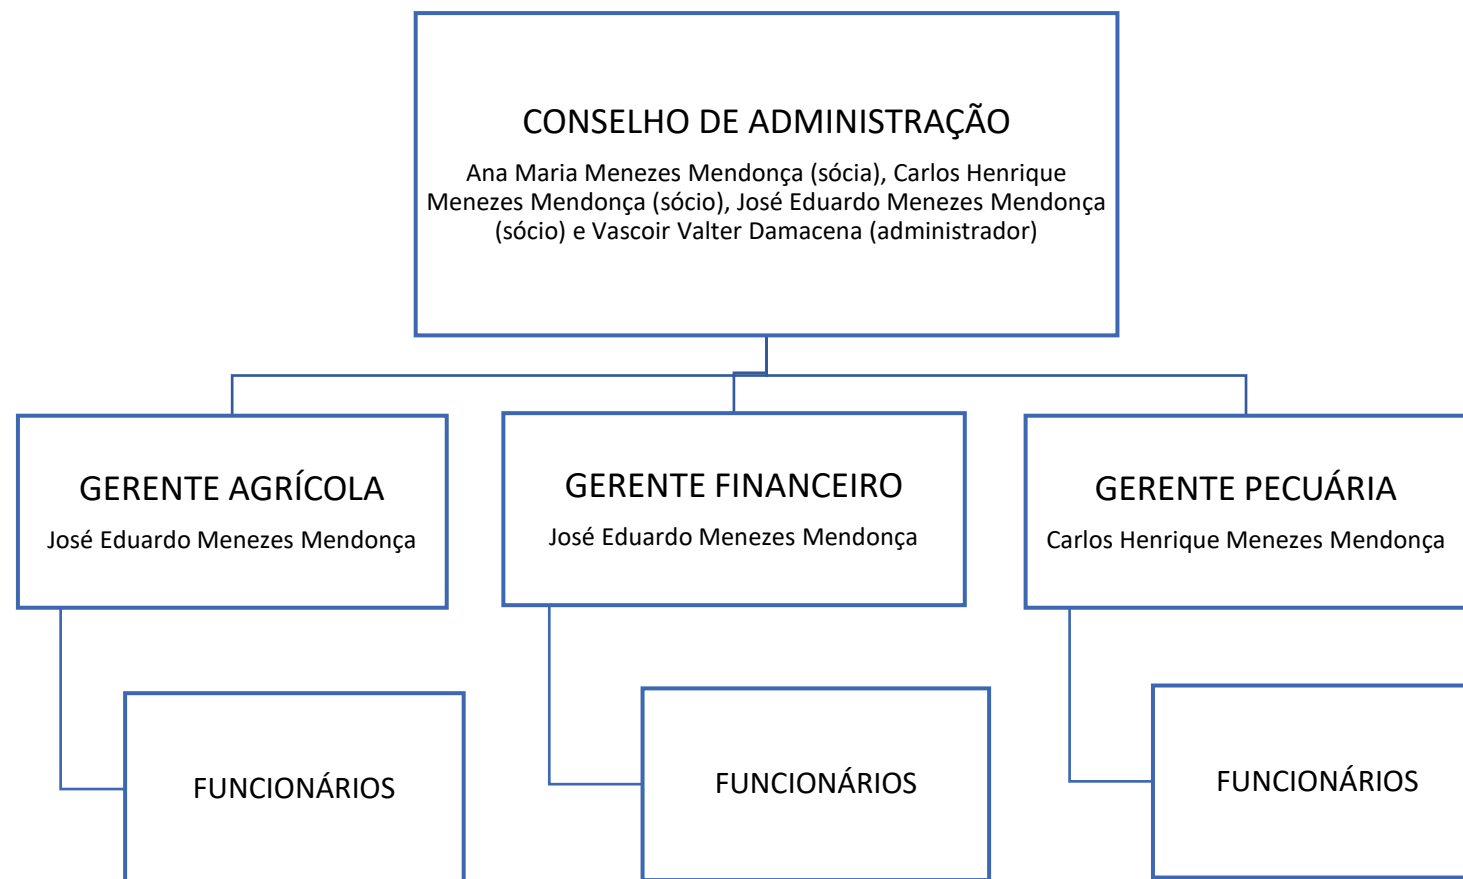 CONSELHO DE ADMINISTRAÇÃO
Ana Maria Menezes Mendonça (sócia), Carlos Henrique
Menezes Mendonça (sócio), José Eduardo Menezes Mendonça
(sócio) e Vascoir Valter Damacena (administrador)
GERENTE AGRÍCOLA
José Eduardo Menezes Mendonça
GERENTE FINANCEIRO
José Eduardo Menezes Mendonça
GERENTE PECUÁRIA
Carlos Henrique Menezes Mendonça
FUNCIONÁRIOS
FUNCIONÁRIOS
FUNCIONÁRIOS